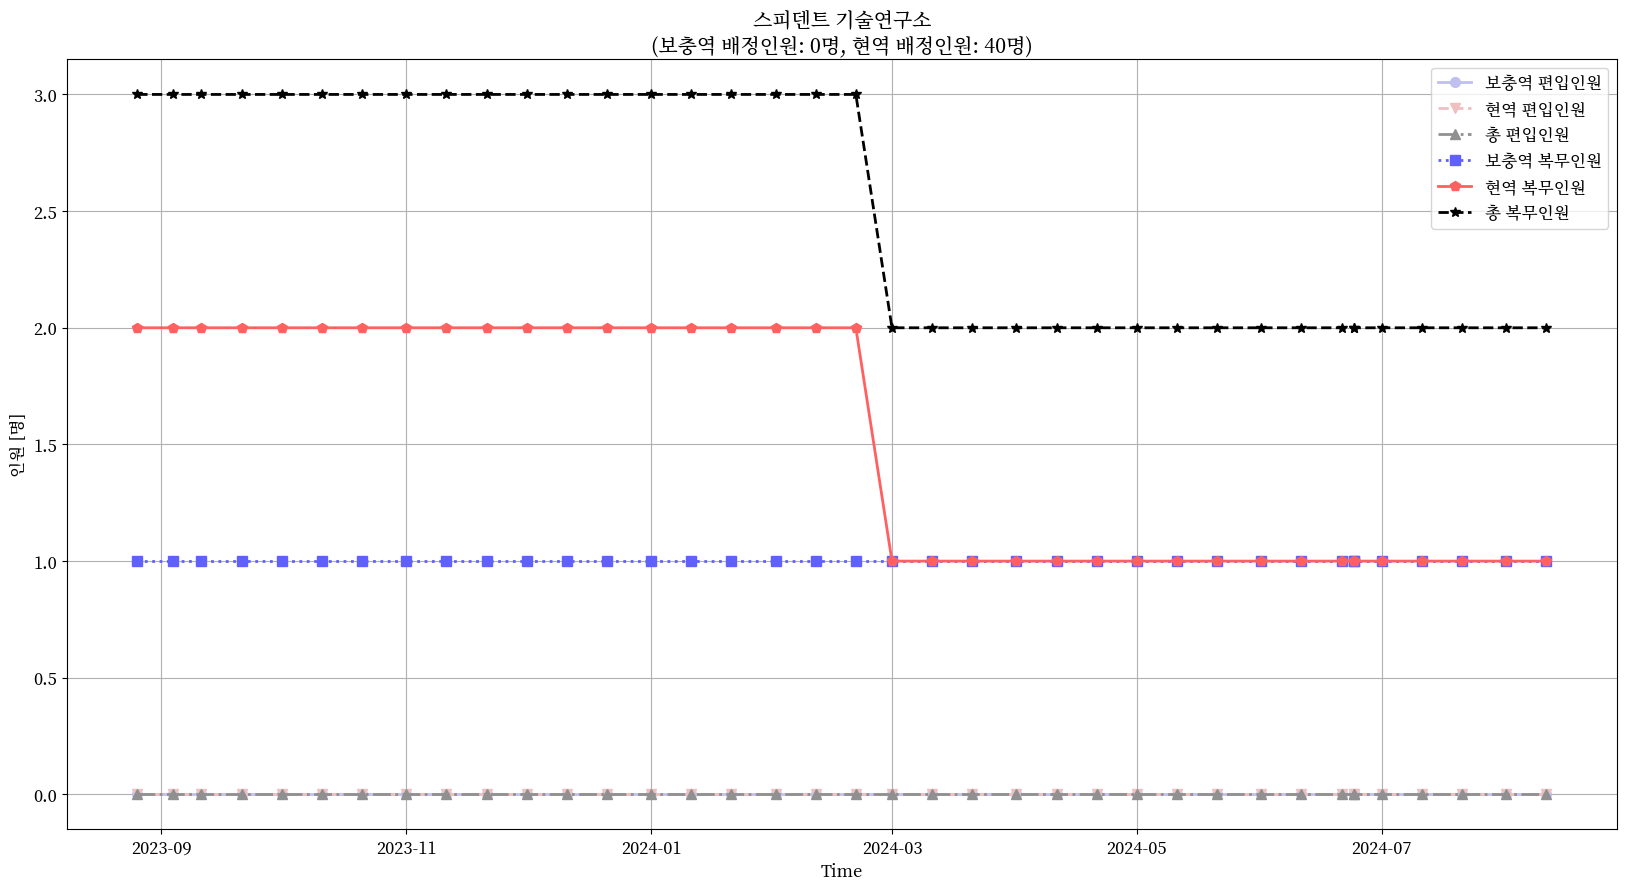 스피덴트 기술연구소
(보충역 배정인원: 0명, 현역 배정인원: 40명)
보충역 편입인원
현역 편입인원
총 편입인원
보충역 복무인원
현역 복무인원
총 복무인원
인원 [명]
3.0
2.5
2.0
1.5
1.0
0.5
0.0
2023-09
2023-11
2024-01
2024-03
2024-05
2024-07
Time